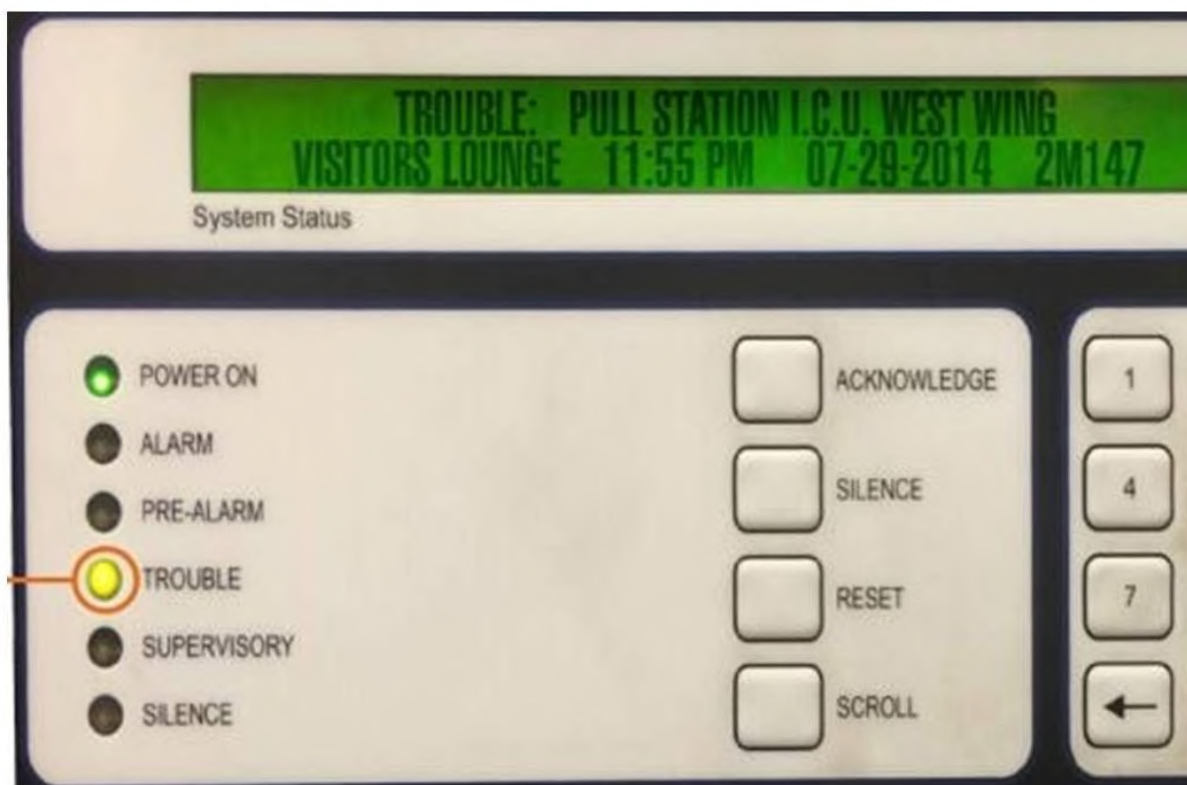 TROUBLE: PULL STATION I.C.U. WEST WING
VISITORS LOUNGE 11:55 PM 07-29-2014 2M147
System Status
POWER ON
ALARM
PRE-ALARM
TROUBLE
SUPERVISORY
SILENCE
ACKNOWLEDGE
SILENCE
RESET
SCROLL
1
4
7